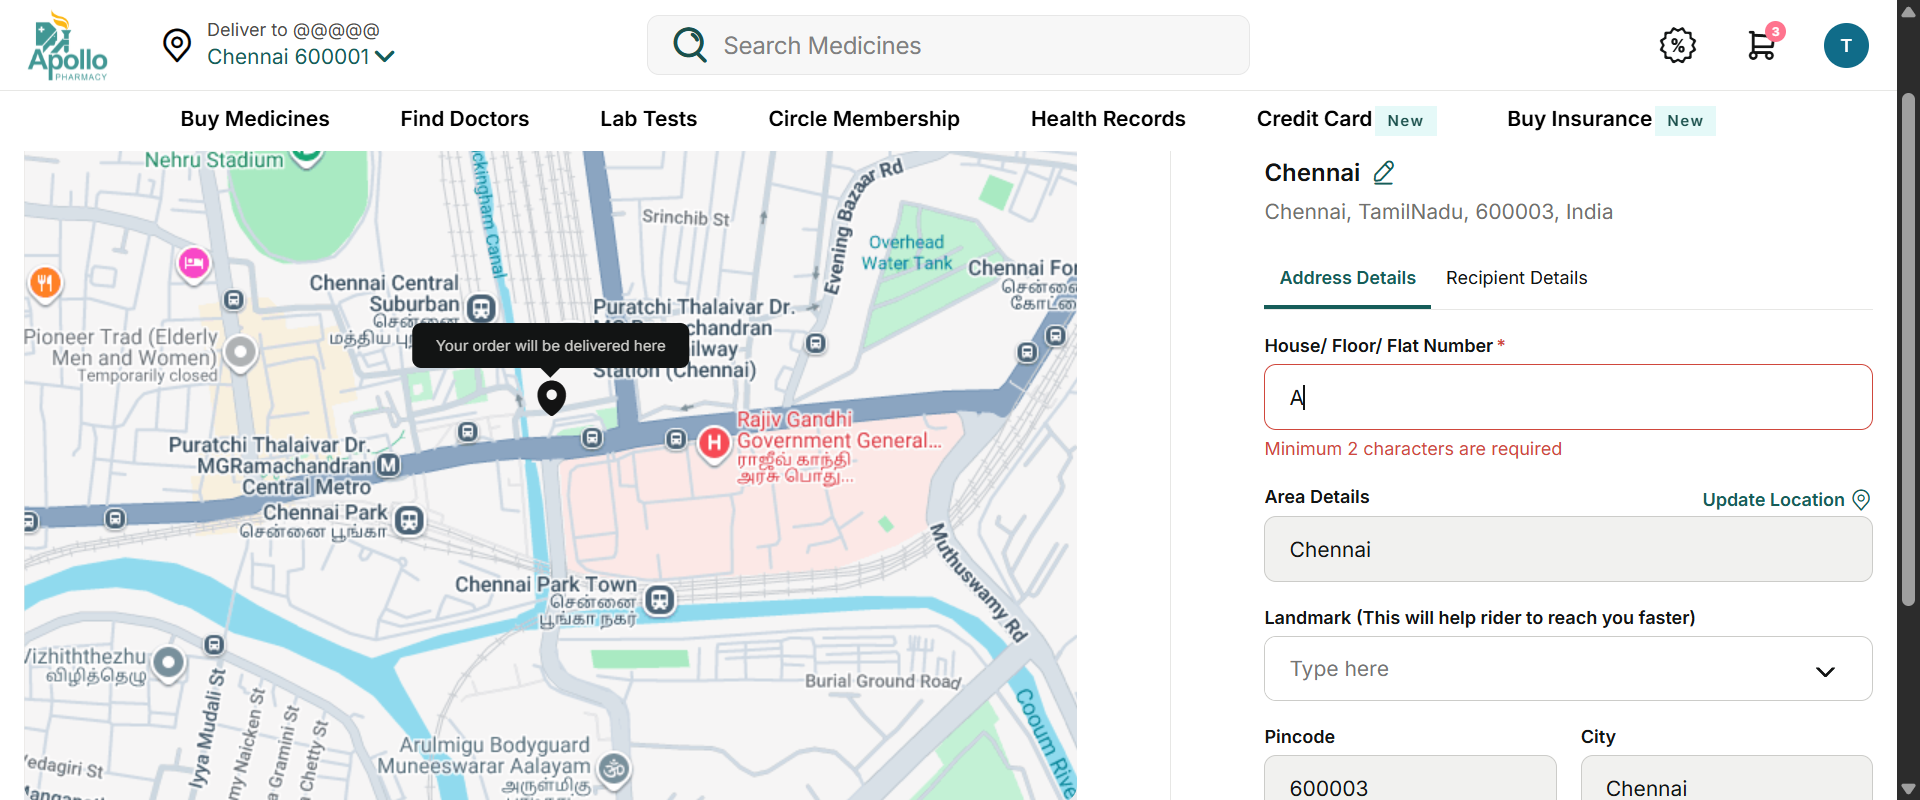 Apollo
PHARMACY
Deliver to @@@@@
Chennai 600001
Search Medicines
3
T
Buy Medicines
Find Doctors
Lab Tests
Circle Membership
Health Records
Credit Card New
Buy Insurance New
Nehru Stadium
ckingham Canal
Srinchib St
Evening Bazaar Rd
Overhead
Water Tank
Chennai For
சென்னை
கோட்டை
Chennai Central
Suburban
சென்னை
மத்திய
Puratchi Thalaivar Dr.
chandran
ilway
Station (Chennai)
Pioneer Trad (Elderly
Men and Women)
Temporarily closed
Your order will be delivered here
Rajiv Gandhi
Government General...
ராஜீவ் காந்தி
அரசு பொது...
H
Puratchi Thalaivar Dr.
MGRamachandran
Central Metro
M
Chennai Park
சென்னை பூங்கா
Muthuswamy Rd
Chennai Park Town
சென்னை
பூங்கா நகர்
Vizhiththezhu
விழித்தெழு
Iyya Mudali St
my Naicken St
a Gramini St
a Chetty St
Burial Ground Road
Cooum River
Arulmigu Bodyguard
Muneeswarar Aalayam
அருள்மிகு
edagiri St
Chennai
Chennai, TamilNadu, 600003, India
Address Details
Recipient Details
House/ Floor/ Flat Number *
A
Minimum 2 characters are required
Area Details
Update Location
Chennai
Landmark (This will help rider to reach you faster)
Type here
Pincode
City
600003
Chennai